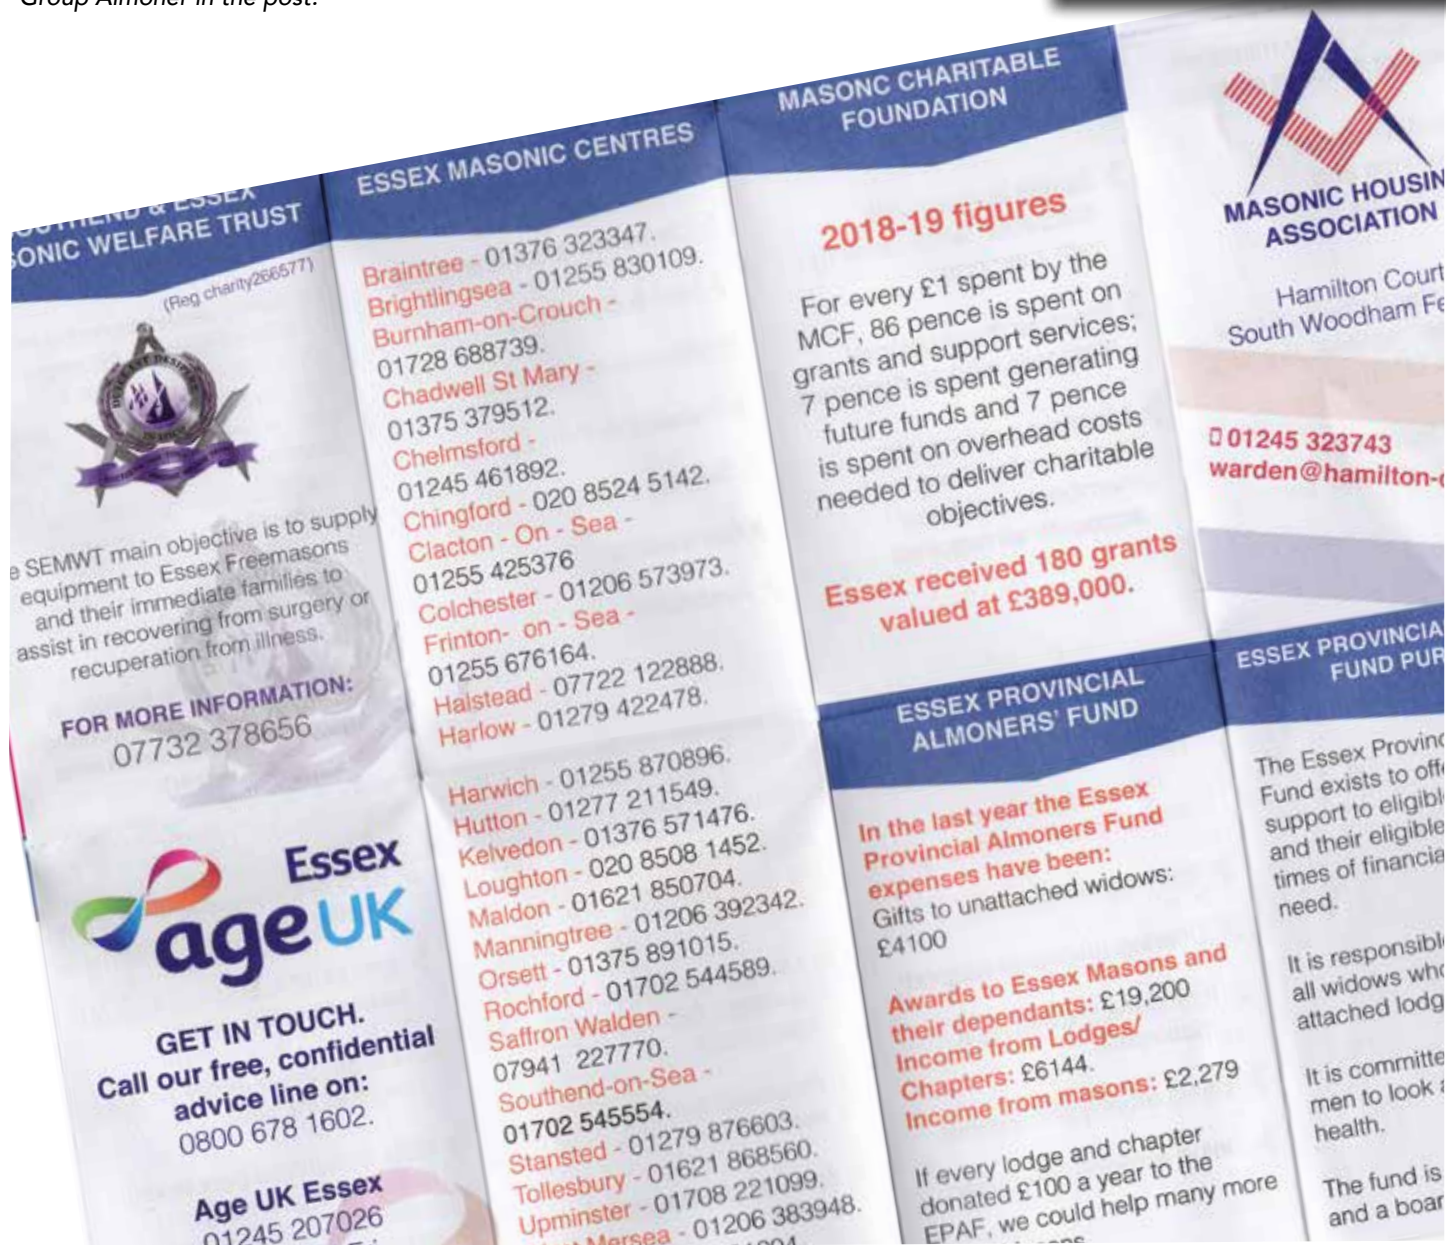 Group Almoner in the post.
SOUTHEND & ESSEX
SONIC WELFARE TRUST
(Reg charity266577)
SEMWT main objective is to supply
equipment to Essex Freemasons
and their immediate families to
assist in recovering from surgery or
recuperation from illness.
FOR MORE INFORMATION:
07732 378656
Essex
age UK
GET IN TOUCH.
Call our free, confidential
advice line on:
0800 678 1602.
Age UK Essex
01245 207026
ESSEX MASONIC CENTRES
Braintree - 01376 323347.
Brightlingsea - 01255 830109.
Burnham-on-Crouch -
01728 688739.
Chadwell St Mary -
01375 379512.
Chelmsford -
01245 461892.
Chingford - 020 8524 5142.
Clacton - On - Sea -
01255 425376
Colchester - 01206 573973.
Frinton- on - Sea -
01255 676164.
Halstead - 07722 122888.
Harlow - 01279 422478.
Harwich - 01255 870896.
Hutton - 01277 211549.
Kelvedon - 01376 571476.
Loughton - 020 8508 1452.
Maldon - 01621 850704.
Manningtree - 01206 392342.
Orsett - 01375 891015.
Rochford - 01702 544589.
Saffron Walden -
07941 227770.
Southend-on-Sea -
01702 545554.
Stansted - 01279 876603.
Tollesbury - 01621 868560.
Upminster - 01708 221099.
Mersea - 01206 383948.
MASONC CHARITABLE
FOUNDATION
2018-19 figures
For every £1 spent by the
MCF, 86 pence is spent on
grants and support services;
7 pence is spent generating
future funds and 7 pence
is spent on overhead costs
needed to deliver charitable
objectives.
Essex received 180 grants
valued at £389,000.
ESSEX PROVINCIAL
ALMONERS' FUND
In the last year the Essex
Provincial Almoners Fund
expenses have been:
Gifts to unattached widows:
£4100
Awards to Essex Masons and
their dependants: £19,200
Income from Lodges/
Chapters: £6144.
Income from masons: £2,279
If every lodge and chapter
donated £100 a year to the
EPAF, we could help many more
MASONIC HOUSIN
ASSOCIATION
Hamilton Court
South Woodham Fe
01245 323743
warden@hamilton-c
ESSEX PROVINCIA
FUND PUR
The Essex Provinc
Fund exists to offe
support to eligibl
and their eligible
times of financia
need.
It is responsibl
all widows who
attached lodg
It is committe
men to look a
health.
The fund is
and a boar